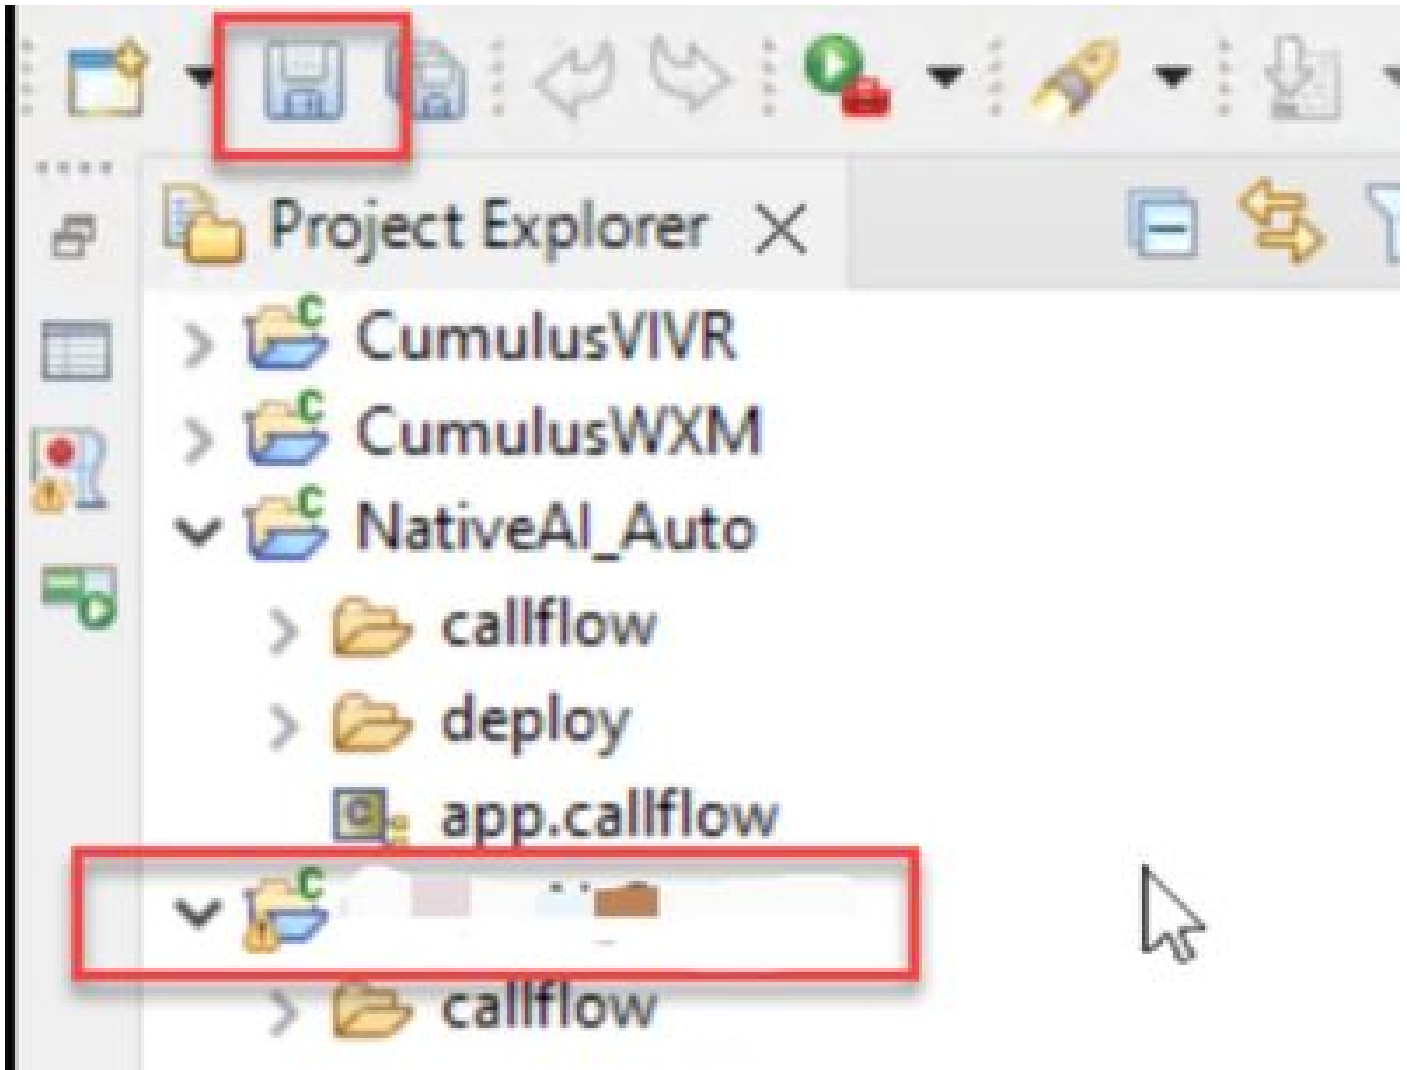 Project Explorer
CumulusVIVR
CumulusWXM
NativeAI_Auto
callflow
deploy
app.callflow
callflow